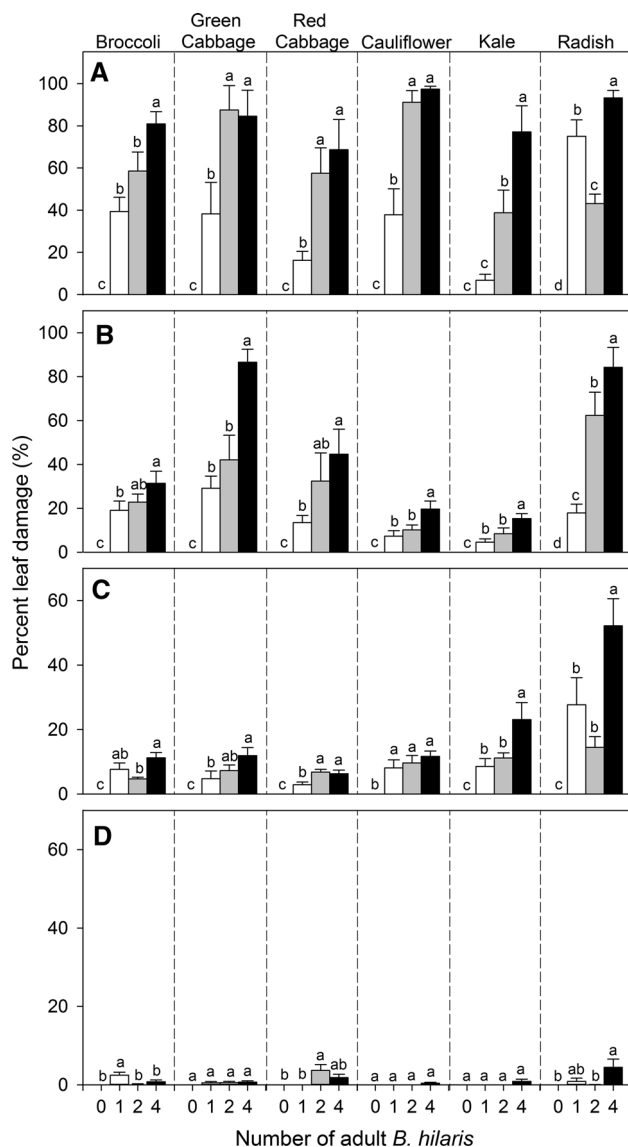 Green Red
Broccoli Cabbage Cabbage Cauliflower Kale Radish
A
100
80
60
40
20
0
c b b a c b a a c b a a c b a a c c b a d b c a
B
100
80
60
40
20
0
c b ab a c b b a c b ab a c b b a c b b a d c b a
C
60
40
20
0
c ab b a c b ab a c b a a b a a a c b b a c b b a
D
60
40
20
0
b a b b a a a a b b a ab a a a a a a a a b ab b a
0 1 2 4 0 1 2 4 0 1 2 4 0 1 2 4 0 1 2 4 0 1 2 4
Percent leaf damage (%)
Number of adult B. hilaris